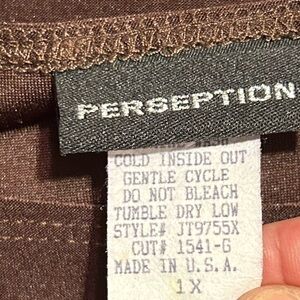 PERSEPTION
COLD INSIDE OUT
GENTLE CYCLE
DO NOT BLEACH
TUMBLE DRY LOW
STYLE# JT9755X
CUT# 1541-G
MADE IN U.S.A.
1X